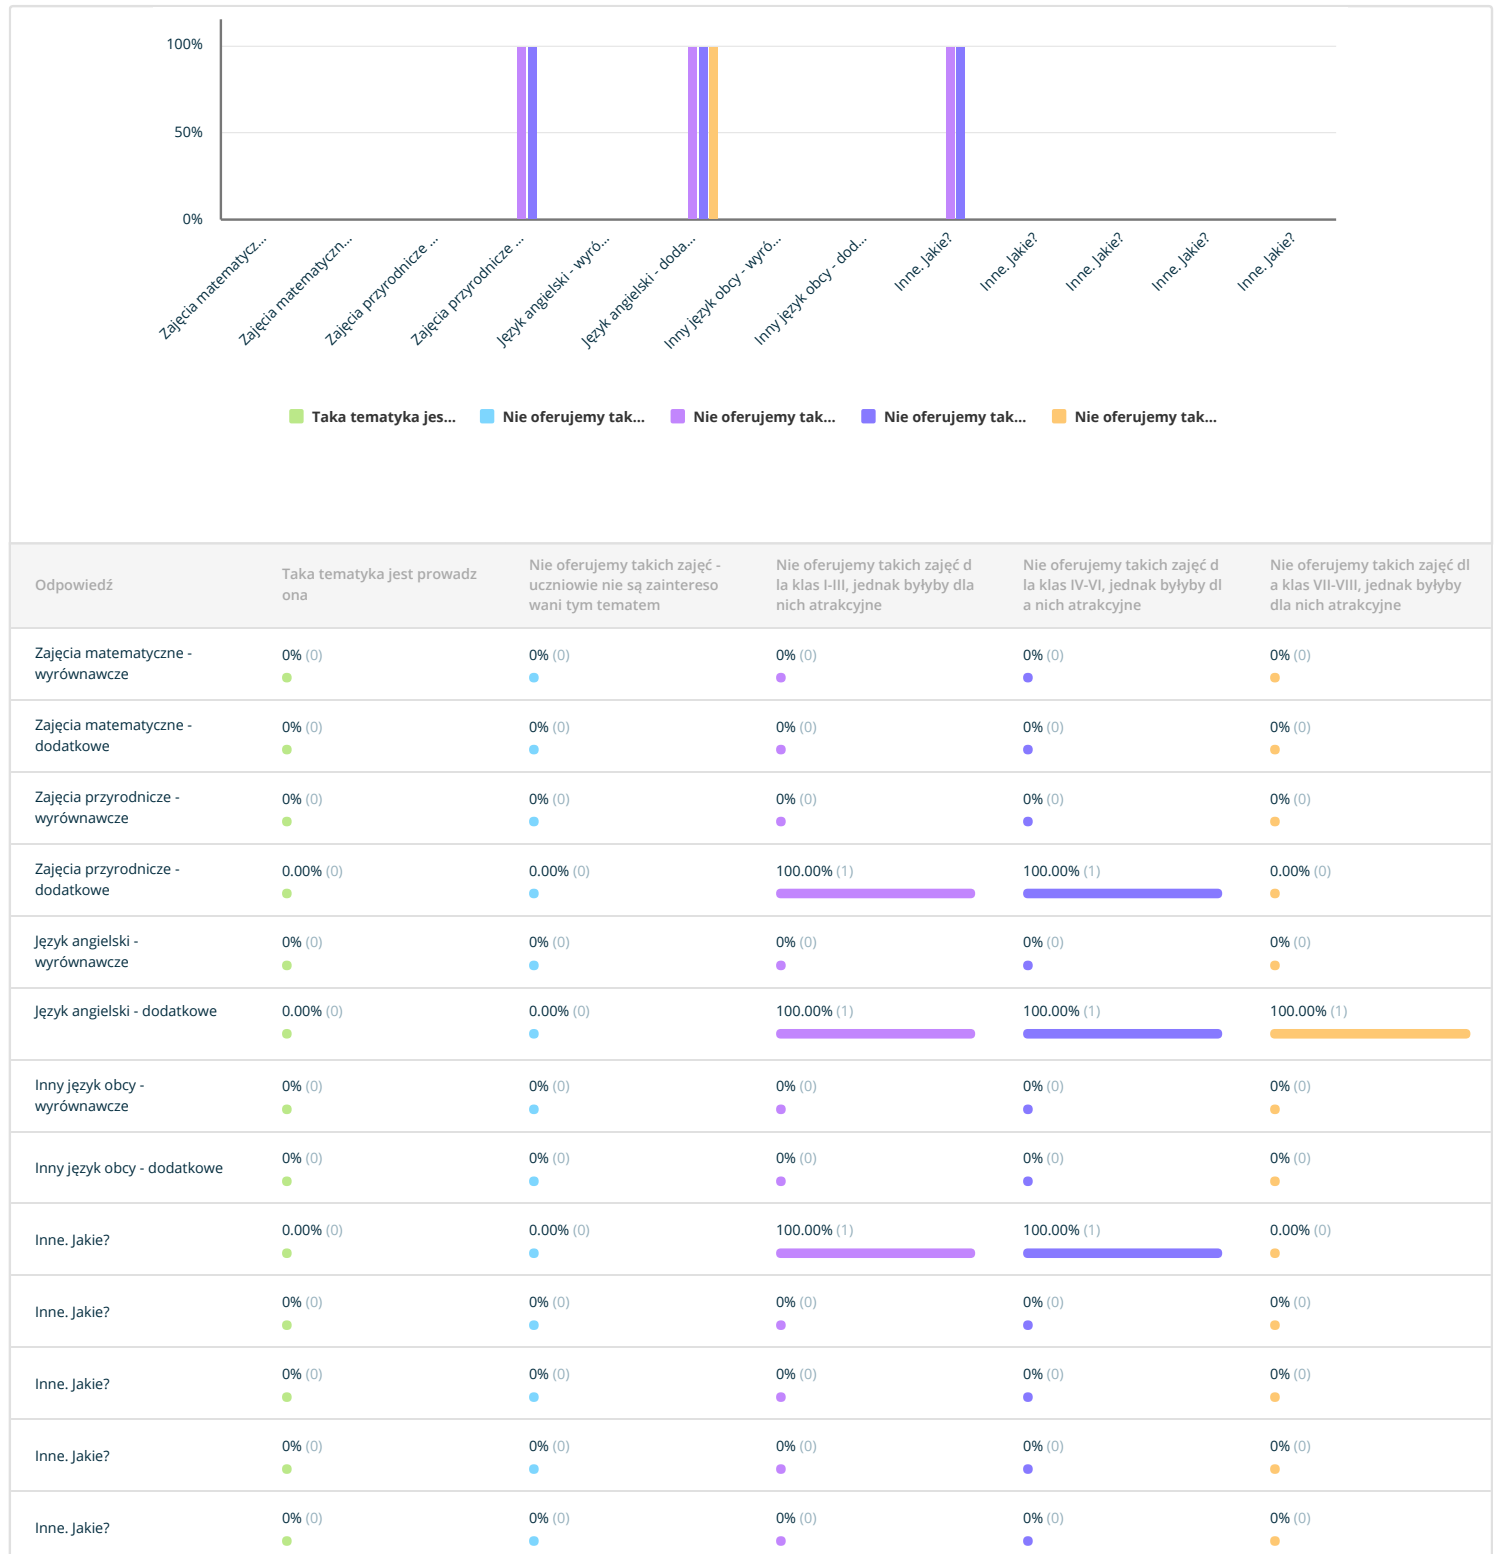 100%
50%
0%
Zajęcia matematycz...
Zajęcia matematyczn...
Zajęcia przyrodnicze ...
Zajęcia przyrodnicze ...
Język angielski - wyró...
Język angielski - doda...
Inny język obcy - wyró...
Inny język obcy - dod...
Inne. Jakie?
Inne. Jakie?
Inne. Jakie?
Inne. Jakie?
Inne. Jakie?
Taka tematyka jes... Nie oferujemy tak... Nie oferujemy tak... Nie oferujemy tak... Nie oferujemy tak...
Odpowiedź
Taka tematyka jest prowadz
ona
Nie oferujemy takich zajęć -
uczniowie nie są zaintereso
wani tym tematem
Nie oferujemy takich zajęć d
la klas I-III, jednak byłyby dla
nich atrakcyjne
Nie oferujemy takich zajęć d
la klas IV-VI, jednak byłyby dl
a nich atrakcyjne
Nie oferujemy takich zajęć dl
a klas VII-VIII, jednak byłyby
dla nich atrakcyjne
Zajęcia matematyczne -
wyrównawcze
0% (0) 0% (0) 0% (0) 0% (0) 0% (0)
Zajęcia matematyczne -
dodatkowe
0% (0) 0% (0) 0% (0) 0% (0) 0% (0)
Zajęcia przyrodnicze -
wyrównawcze
0% (0) 0% (0) 0% (0) 0% (0) 0% (0)
Zajęcia przyrodnicze -
dodatkowe
0.00% (0) 0.00% (0) 100.00% (1) 100.00% (1) 0.00% (0)
Język angielski -
wyrównawcze
0% (0) 0% (0) 0% (0) 0% (0) 0% (0)
Język angielski - dodatkowe
0.00% (0) 0.00% (0) 100.00% (1) 100.00% (1) 100.00% (1)
Inny język obcy -
wyrównawcze
0% (0) 0% (0) 0% (0) 0% (0) 0% (0)
Inny język obcy - dodatkowe
0% (0) 0% (0) 0% (0) 0% (0) 0% (0)
Inne. Jakie?
0.00% (0) 0.00% (0) 100.00% (1) 100.00% (1) 0.00% (0)
Inne. Jakie?
0% (0) 0% (0) 0% (0) 0% (0) 0% (0)
Inne. Jakie?
0% (0) 0% (0) 0% (0) 0% (0) 0% (0)
Inne. Jakie?
0% (0) 0% (0) 0% (0) 0% (0) 0% (0)
Inne. Jakie?
0% (0) 0% (0) 0% (0) 0% (0) 0% (0)